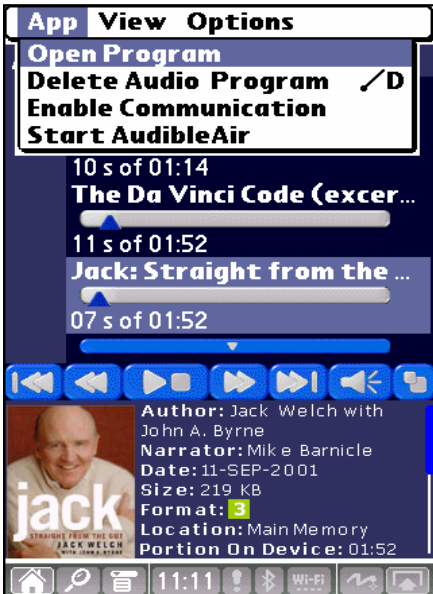 App View Options
Open Program
Delete Audio Program /D
Enable Communication
Start AudibleAir
10 s of 01:14
The Da Vinci Code (excer...
11 s of 01:52
Jack: Straight from the ...
07 s of 01:52
Author: Jack Welch with
John A. Byrne
Narrator: Mike Barnicle
Date: 11-SEP-2001
Size: 219 KB
Format: 3
Location: Main Memory
Portion On Device: 01:52
jack
STRAIGHT FROM THE GUT
JACK WELCH
WITH JOHN A. BYRNE
11:11 Wi-Fi